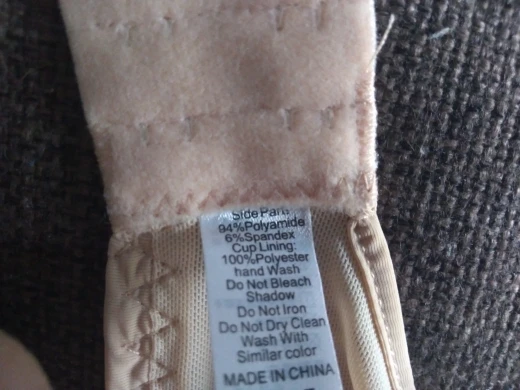 Side Part:
94%Polyamide
6%Spandex
Cup Lining:
100%Polyester
hand Wash
Do Not Bleach
Shadow
Do Not Iron
Do Not Dry Clean
Wash With
Similar color
MADE IN CHINA